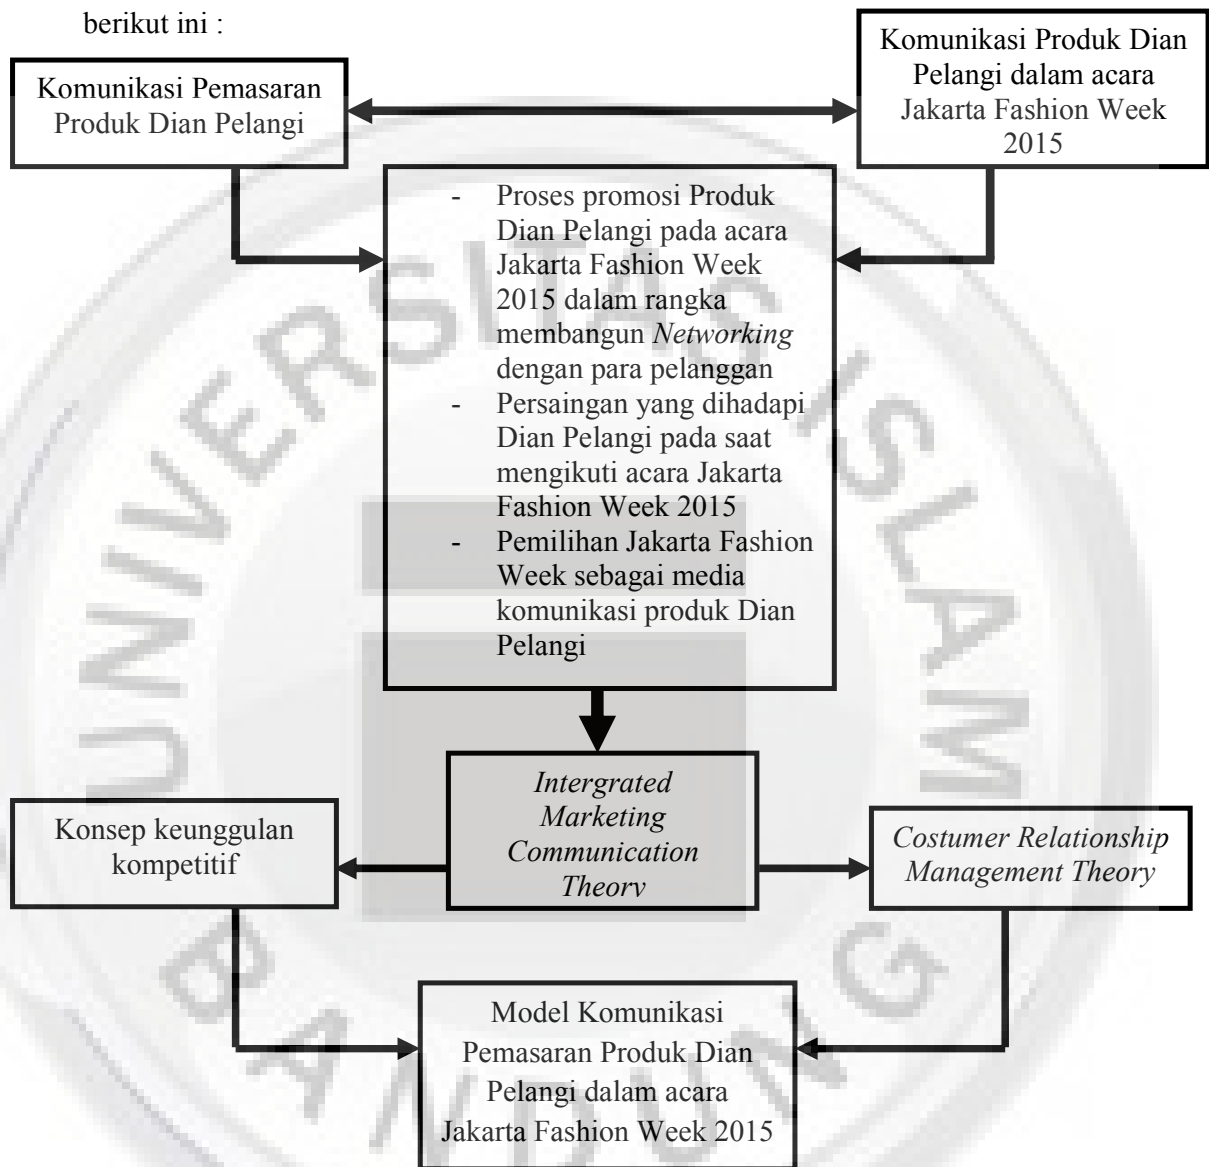 berikut ini :
Komunikasi Pemasaran
Produk Dian Pelangi
Komunikasi Produk Dian
Pelangi dalam acara
Jakarta Fashion Week
2015
- Proses promosi Produk
Dian Pelangi pada acara
Jakarta Fashion Week
2015 dalam rangka
membangun Networking
dengan para pelanggan
- Persaingan yang dihadapi
Dian Pelangi pada saat
mengikuti acara Jakarta
Fashion Week 2015
- Pemilihan Jakarta Fashion
Week sebagai media
komunikasi produk Dian
Pelangi
Intergrated
Marketing
Communication
Theory
Konsep keunggulan
kompetitif
Costumer Relationship
Management Theory
Model Komunikasi
Pemasaran Produk Dian
Pelangi dalam acara
Jakarta Fashion Week 2015
UNIVERSITAS ISLAM
BANDUNG